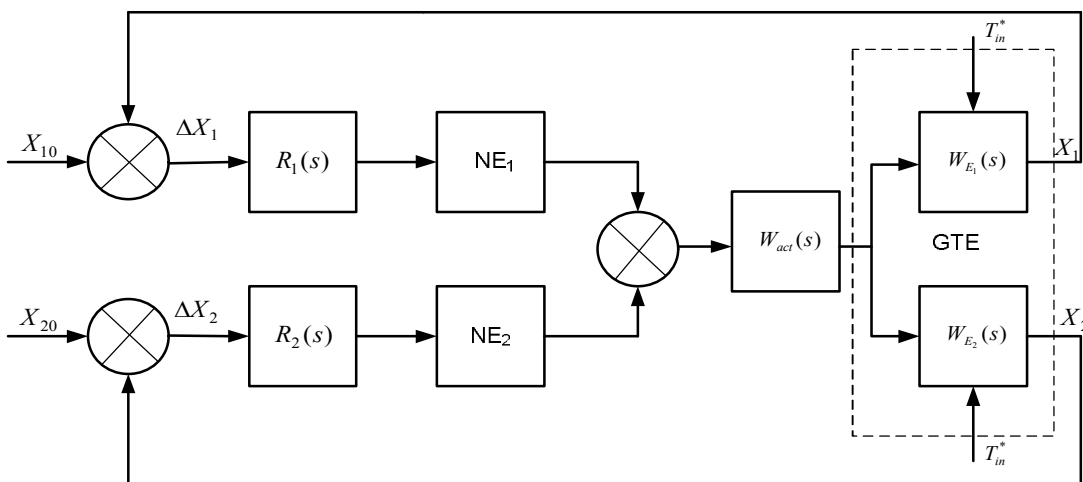 T*in
X10
ΔX1
R1(s)
NE1
WE1(s)
X1
Wact(s)
GTE
X20
ΔX2
R2(s)
NE2
WE2(s)
X2
T*in